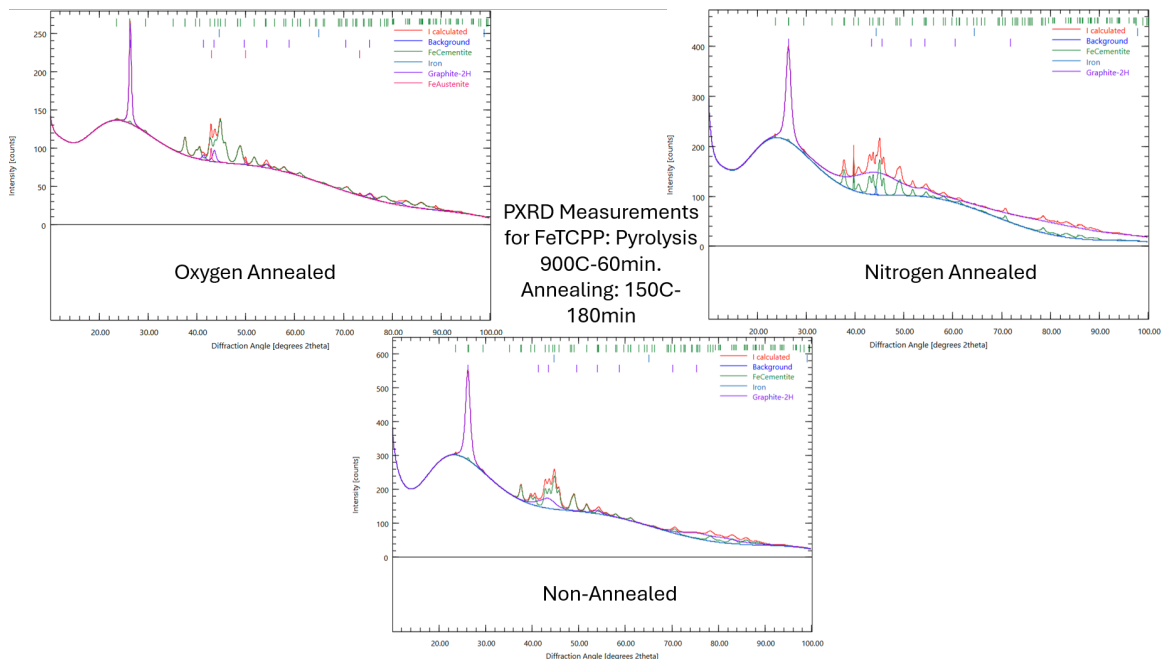 250
200
150
100
50
0
Intensity [counts]
I calculated
Background
FeCementite
Iron
Graphite-2H
FeAustenite
Oxygen Annealed
20.00 30.00 40.00 50.00 60.00 70.00 80.00 90.00 100.00
Diffraction Angle [degrees 2theta]
PXRD Measurements
for FeTCPP: Pyrolysis
900C-60min.
Annealing: 150C-
180min
400
300
200
100
0
Intensity [counts]
I calculated
Background
FeCementite
Iron
Graphite-2H
Nitrogen Annealed
20.00 30.00 40.00 50.00 60.00 70.00 80.00 90.00 100.00
Diffraction Angle [degrees 2theta]
600
500
400
300
200
100
0
Intensity [counts]
I calculated
Background
FeCementite
Iron
Graphite-2H
Non-Annealed
20.00 30.00 40.00 50.00 60.00 70.00 80.00 90.00 100.00
Diffraction Angle [degrees 2theta]